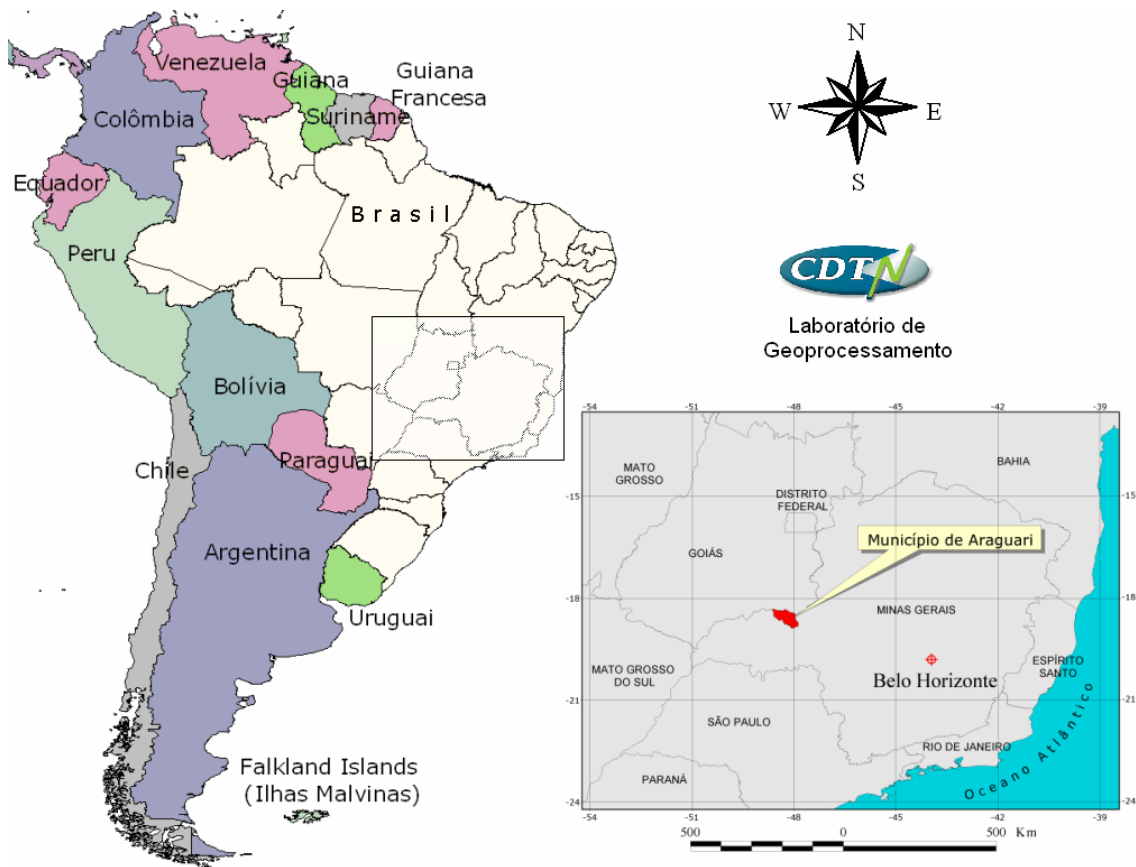 Venezuela
Guiana
Guiana
Francesa
Suriname
Colômbia
Equador
Brasil
Peru
Bolívia
Paraguai
Chile
Argentina
Uruguai
Falkland Islands
(Ilhas Malvinas)
N
W
E
S
CDTN
Laboratório de
Geoprocessamento
-54 -51 -48 -45 -42 -39
MATO
GROSSO
BAHIA
-15 -15
DISTRITO
FEDERAL
Município de Araguari
GOIÁS
-18 -18
MINAS GERAIS
ESPÍRITO
SANTO
MATO GROSSO
DO SUL
Belo Horizonte
-21 -21
SÃO PAULO
RIO DE JANEIRO
Oceano Atlântico
PARANÁ
-24 -24
-54 -51 -48 -42 -39
500 0 500 Km